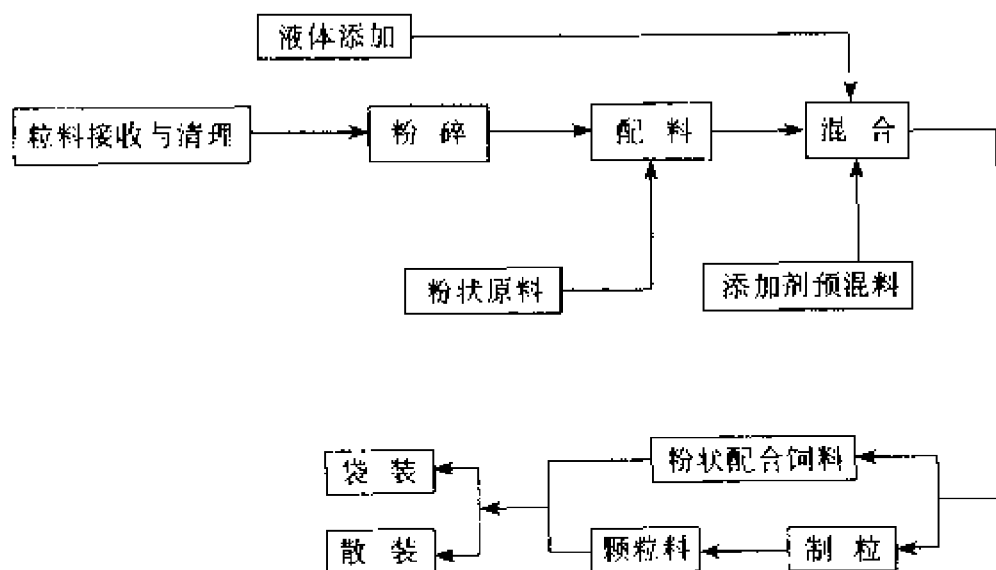 液体添加
粒料接收与清理
粉碎
配料
混合
粉状原料
添加剂预混料
袋装
粉状配合饲料
散装
颗粒料
制粒